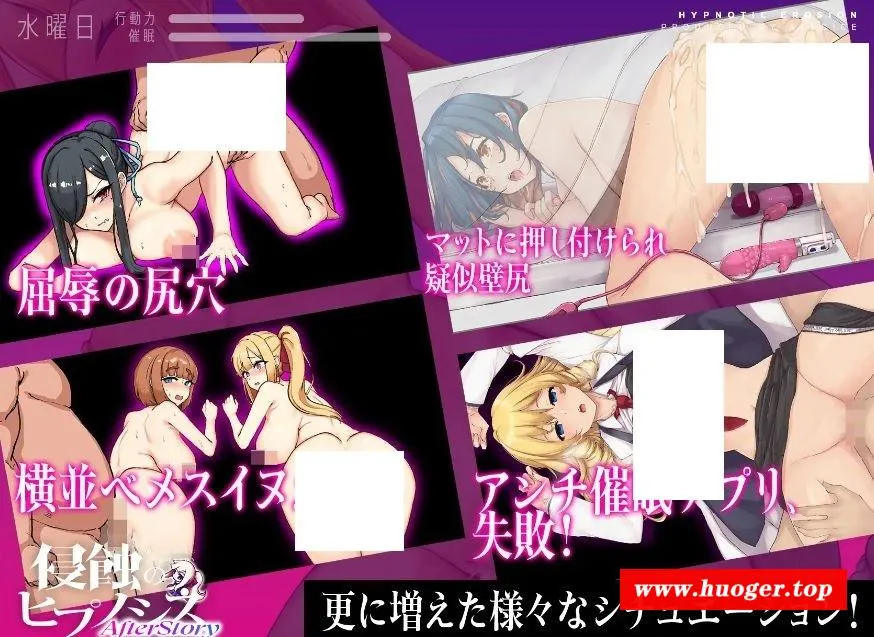 水曜日
行動力
催眠
HYPNOTIC EROSION
屈辱の尻穴
マットに押し付けられ
疑似壁尻
横並べメスイヌ
アンチ催眠アプリ、
失敗!
侵蝕の
ヒプノシス
AfterStory
www.huoger.top
更に増えた様々なシチュエーション!